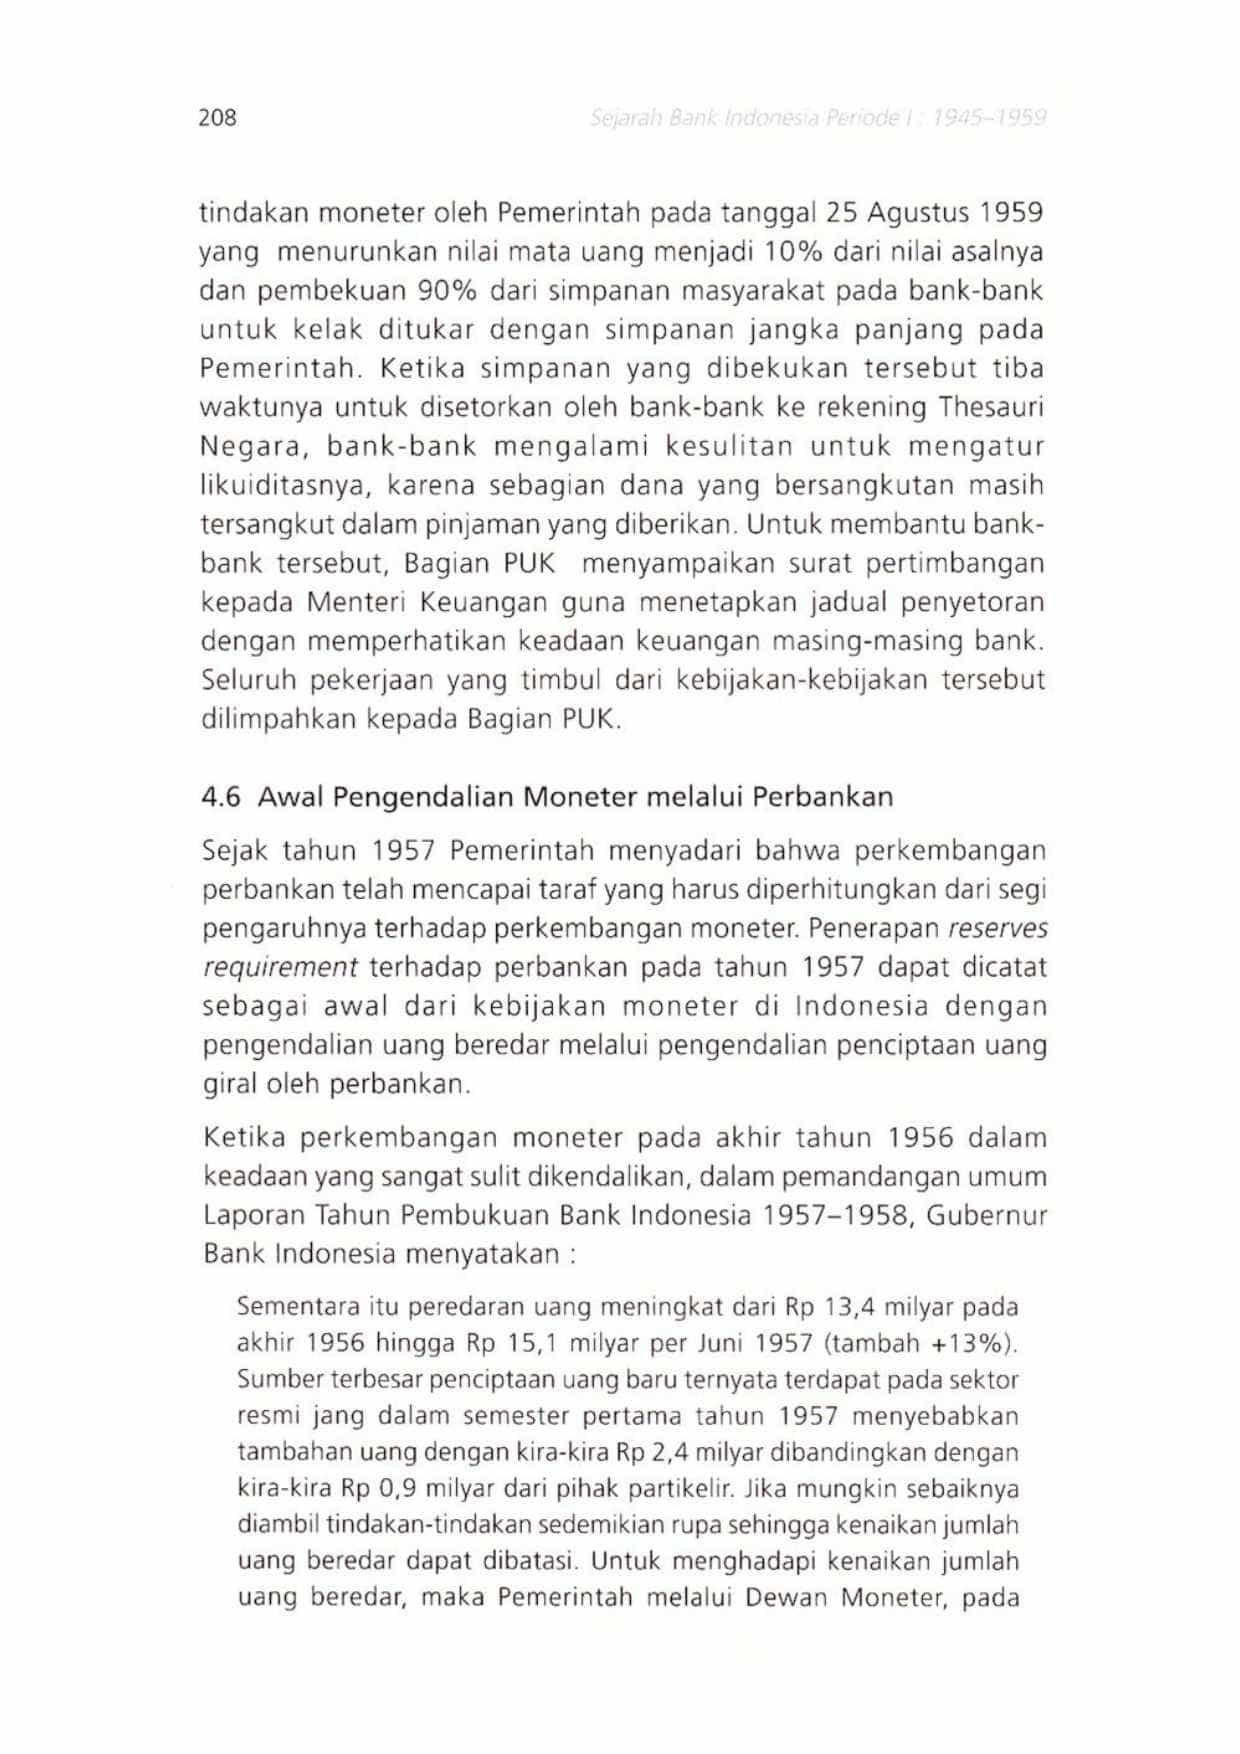 208
Sejarah Bank Indonesia Periode I : 1945–1959
tindakan moneter oleh Pemerintah pada tanggal 25 Agustus 1959
yang menurunkan nilai mata uang menjadi 10% dari nilai asalnya
dan pembekuan 90% dari simpanan masyarakat pada bank-bank
untuk kelak ditukar dengan simpanan jangka panjang pada
Pemerintah. Ketika simpanan yang dibekukan tersebut tiba
waktunya untuk disetorkan oleh bank-bank ke rekening Thesauri
Negara, bank-bank mengalami kesulitan untuk mengatur
likuiditasnya, karena sebagian dana yang bersangkutan masih
tersangkut dalam pinjaman yang diberikan. Untuk membantu bank-
bank tersebut, Bagian PUK menyampaikan surat pertimbangan
kepada Menteri Keuangan guna menetapkan jadual penyetoran
dengan memperhatikan keadaan keuangan masing-masing bank.
Seluruh pekerjaan yang timbul dari kebijakan-kebijakan tersebut
dilimpahkan kepada Bagian PUK.
4.6 Awal Pengendalian Moneter melalui Perbankan
Sejak tahun 1957 Pemerintah menyadari bahwa perkembangan
perbankan telah mencapai taraf yang harus diperhitungkan dari segi
pengaruhnya terhadap perkembangan moneter. Penerapan reserves
requirement terhadap perbankan pada tahun 1957 dapat dicatat
sebagai awal dari kebijakan moneter di Indonesia dengan
pengendalian uang beredar melalui pengendalian penciptaan uang
giral oleh perbankan.
Ketika perkembangan moneter pada akhir tahun 1956 dalam
keadaan yang sangat sulit dikendalikan, dalam pemandangan umum
Laporan Tahun Pembukuan Bank Indonesia 1957–1958, Gubernur
Bank Indonesia menyatakan :
Sementara itu peredaran uang meningkat dari Rp 13,4 milyar pada
akhir 1956 hingga Rp 15,1 milyar per Juni 1957 (tambah +13%).
Sumber terbesar penciptaan uang baru ternyata terdapat pada sektor
resmi jang dalam semester pertama tahun 1957 menyebabkan
tambahan uang dengan kira-kira Rp 2,4 milyar dibandingkan dengan
kira-kira Rp 0,9 milyar dari pihak partikelir. Jika mungkin sebaiknya
diambil tindakan-tindakan sedemikian rupa sehingga kenaikan jumlah
uang beredar dapat dibatasi. Untuk menghadapi kenaikan jumlah
uang beredar, maka Pemerintah melalui Dewan Moneter, pada